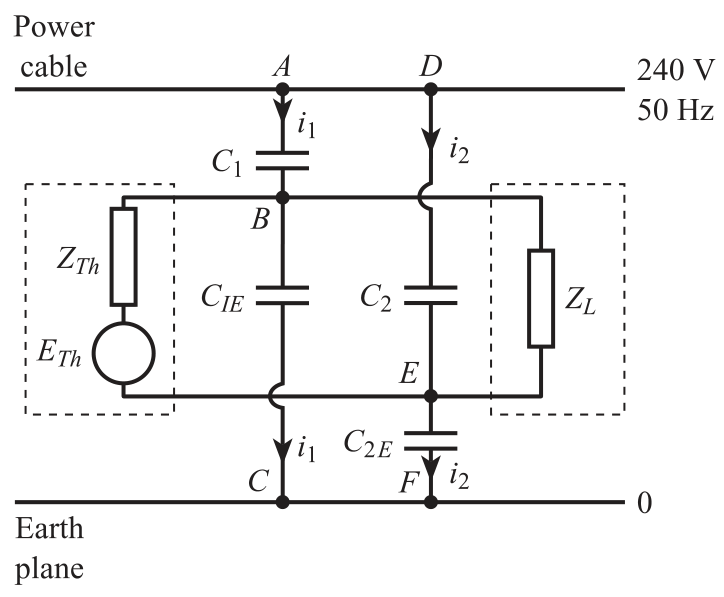 Power
cable
A
D
240 V
50 Hz
i1
i2
C1
B
ZTh
CIE
C2
ZL
ETh
E
C2E
i1
i2
C
F
0
Earth
plane